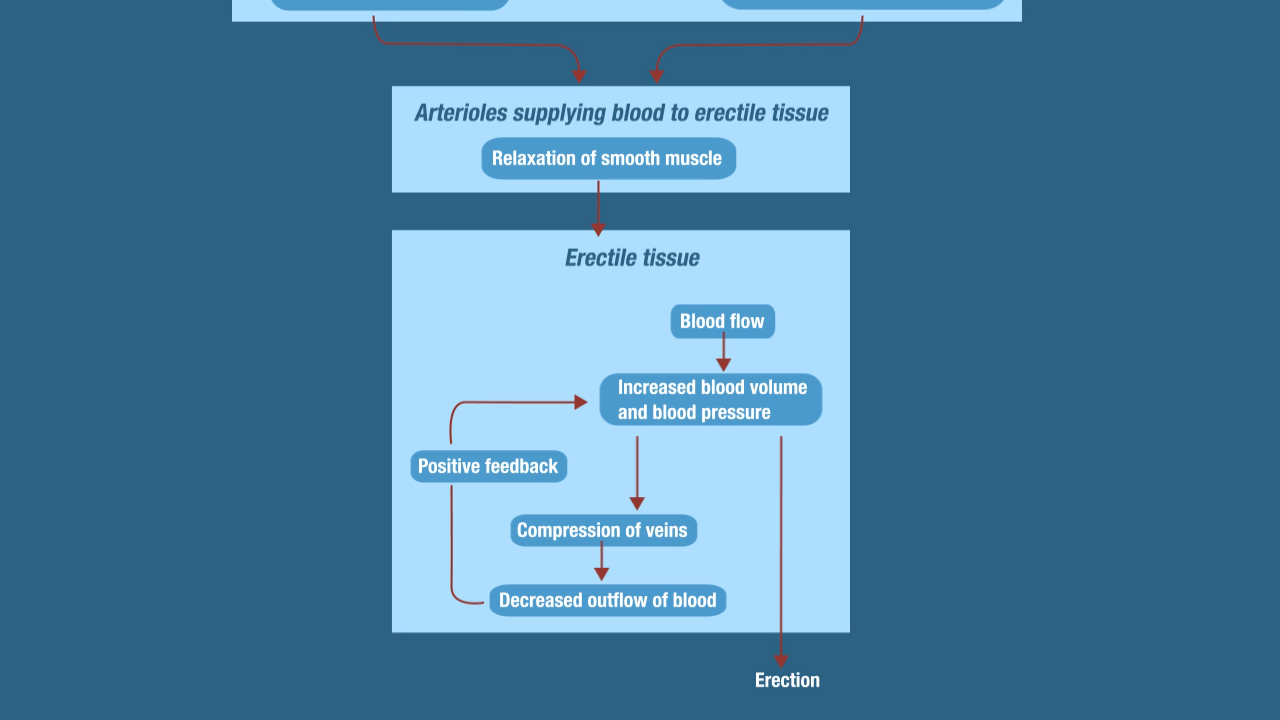 Arterioles supplying blood to erectile tissue
Relaxation of smooth muscle
Erectile tissue
Blood flow
Increased blood volume
and blood pressure
Positive feedback
Compression of veins
Decreased outflow of blood
Erection